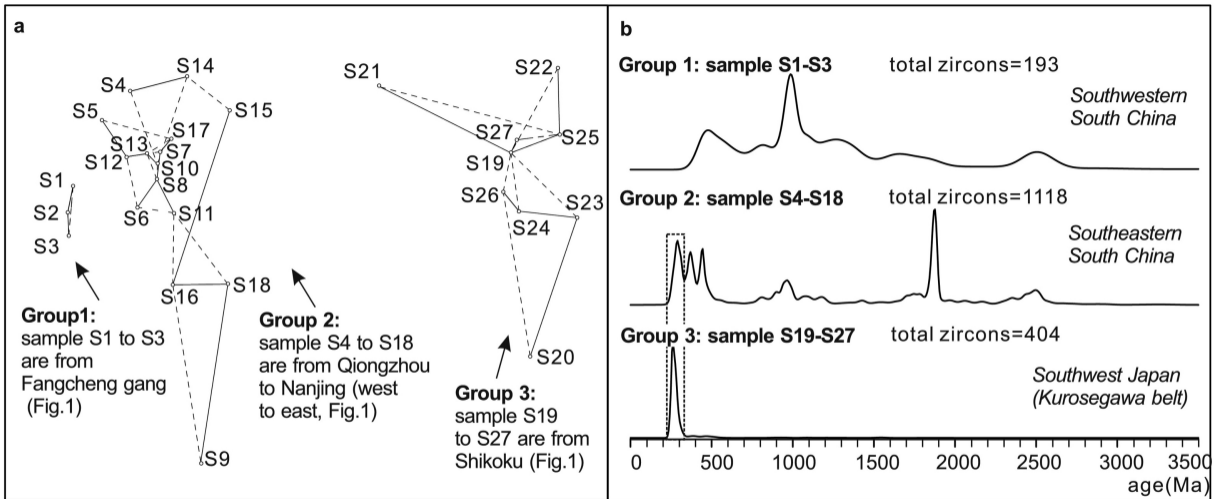 a
S14
S4
S15
S5
S17
S13
S7
S12
S10
S8
S1
S2
S6
S11
S3
S16
S18
S9
Group1:
sample S1 to S3
are from
Fangcheng gang
(Fig.1)
Group 2:
sample S4 to S18
are from Qiongzhou
to Nanjing (west
to east, Fig.1)
S21
S22
S27
S25
S19
S26
S23
S24
S20
Group 3:
sample S19
to S27 are from
Shikoku (Fig.1)
b
Group 1: sample S1-S3 total zircons=193
Southwestern
South China
Group 2: sample S4-S18 total zircons=1118
Southeastern
South China
Group 3: sample S19-S27 total zircons=404
Southwest Japan
(Kurosegawa belt)
0 500 1000 1500 2000 2500 3000 3500
age(Ma)